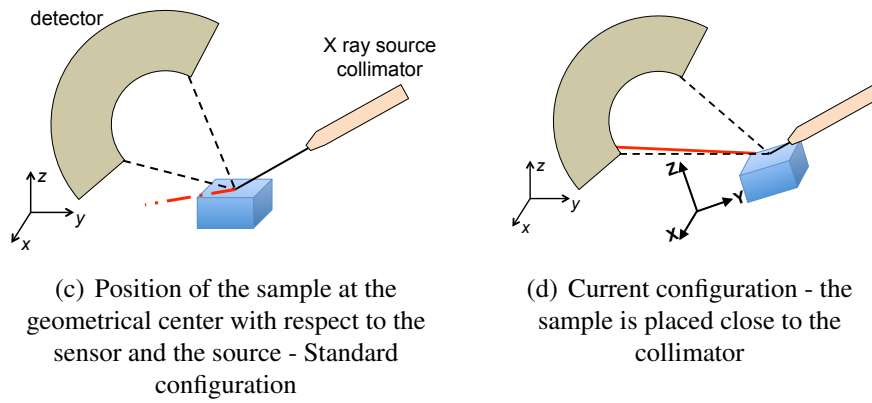 detector
X ray source
collimator
z
y
x
(c) Position of the sample at the
geometrical center with respect to the
sensor and the source - Standard
configuration
z
y
x
Z
Y
X
(d) Current configuration - the
sample is placed close to the
collimator